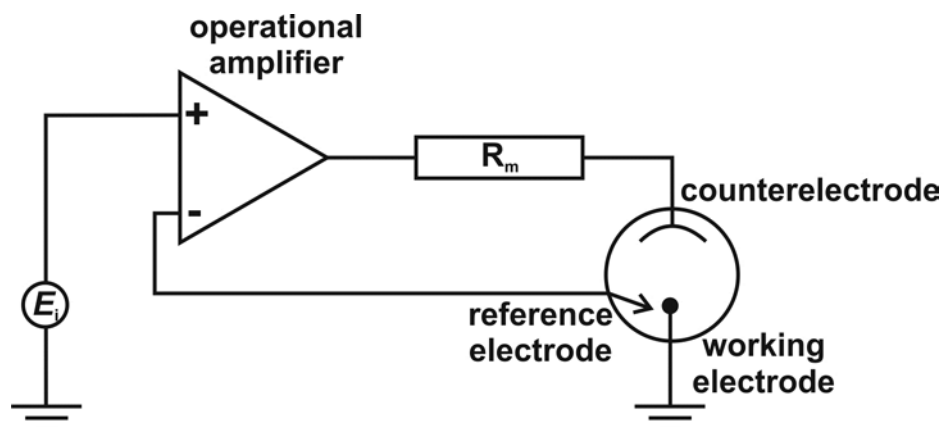 operational
amplifier
+
R_m
-
counterelectrode
E_i
reference
electrode
working
electrode